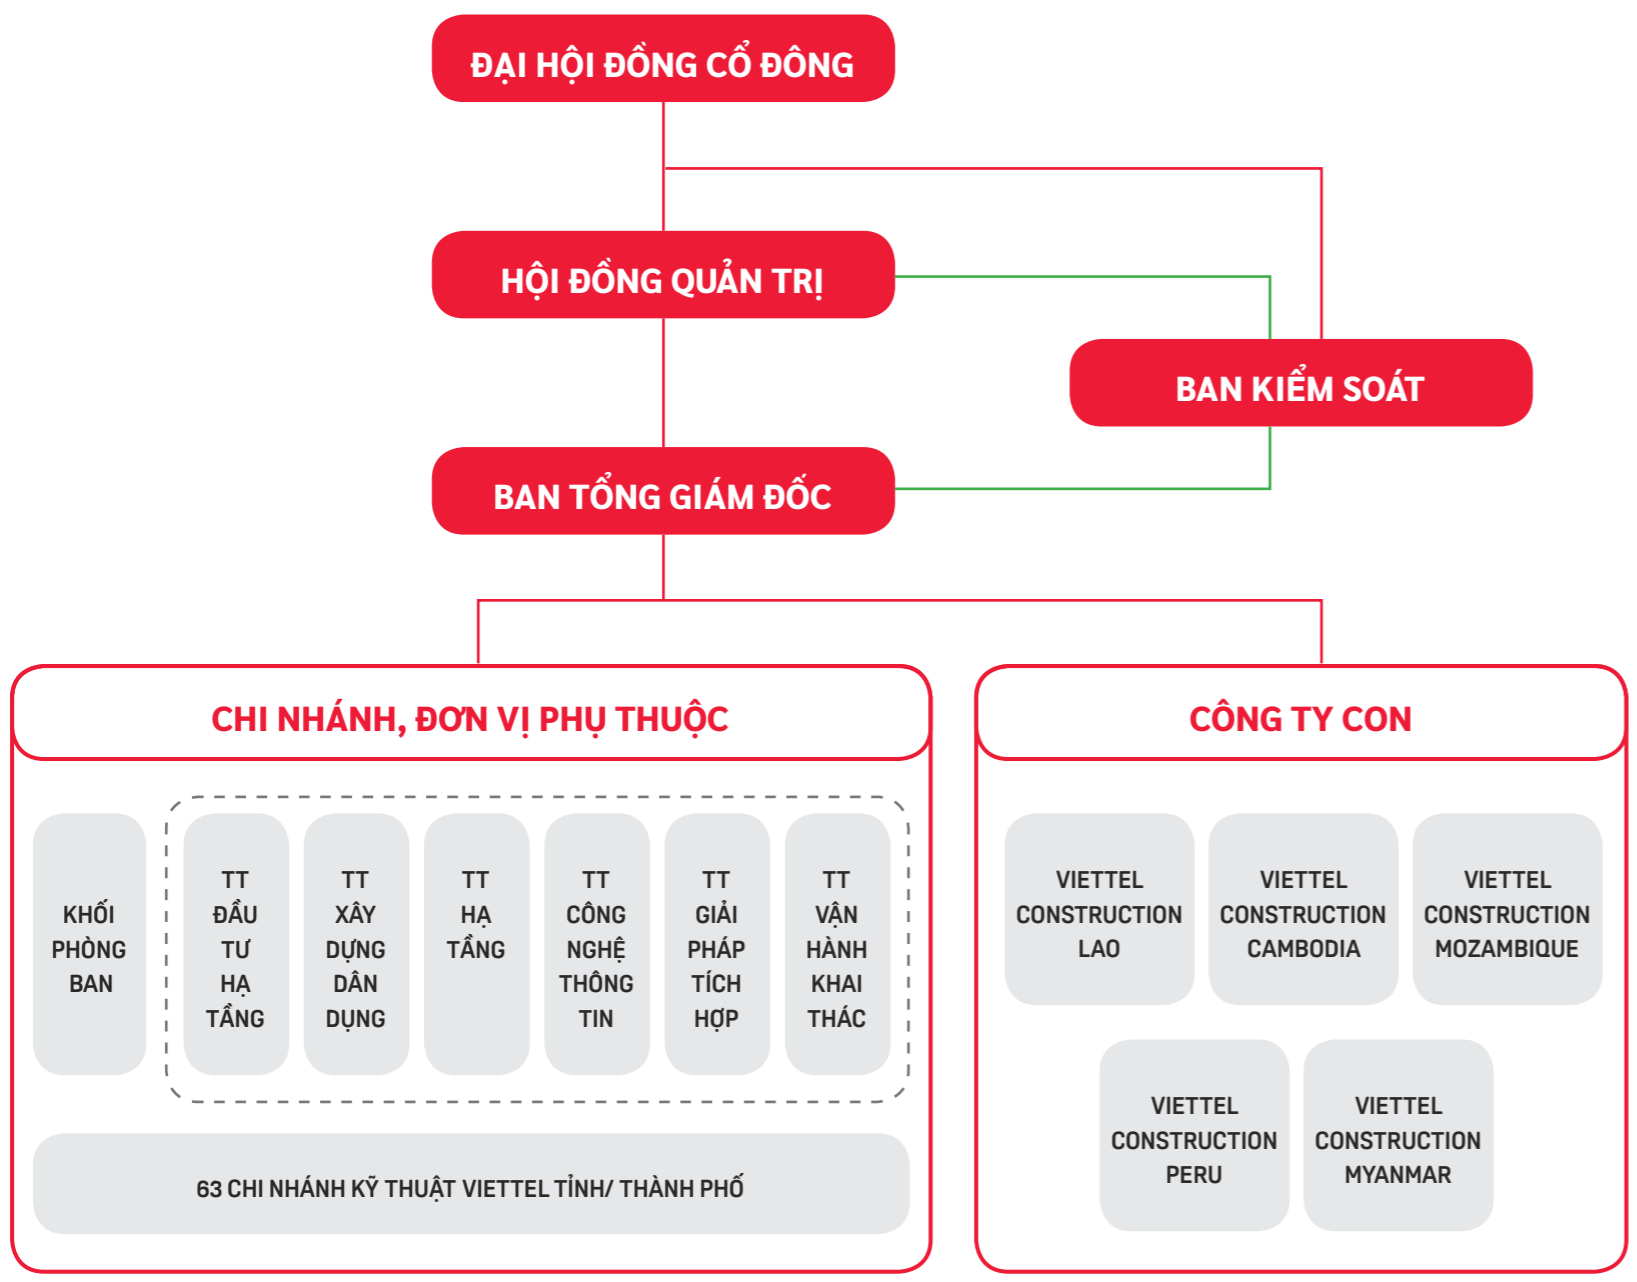 ĐẠI HỘI ĐỒNG CỔ ĐÔNG
HỘI ĐỒNG QUẢN TRỊ
BAN KIỂM SOÁT
BAN TỔNG GIÁM ĐỐC
CHI NHÁNH, ĐƠN VỊ PHỤ THUỘC
KHỐI
PHÒNG
BAN
TT
ĐẦU
TƯ
HẠ
TẦNG
TT
XÂY
DỰNG
DÂN
DỤNG
TT
HẠ
TẦNG
TT
CÔNG
NGHỆ
THÔNG
TIN
TT
GIẢI
PHÁP
TÍCH
HỢP
TT
VẬN
HÀNH
KHAI
THÁC
63 CHI NHÁNH KỸ THUẬT VIETTEL TỈNH/ THÀNH PHỐ
CÔNG TY CON
VIETTEL
CONSTRUCTION
LAO
VIETTEL
CONSTRUCTION
CAMBODIA
VIETTEL
CONSTRUCTION
MOZAMBIQUE
VIETTEL
CONSTRUCTION
PERU
VIETTEL
CONSTRUCTION
MYANMAR